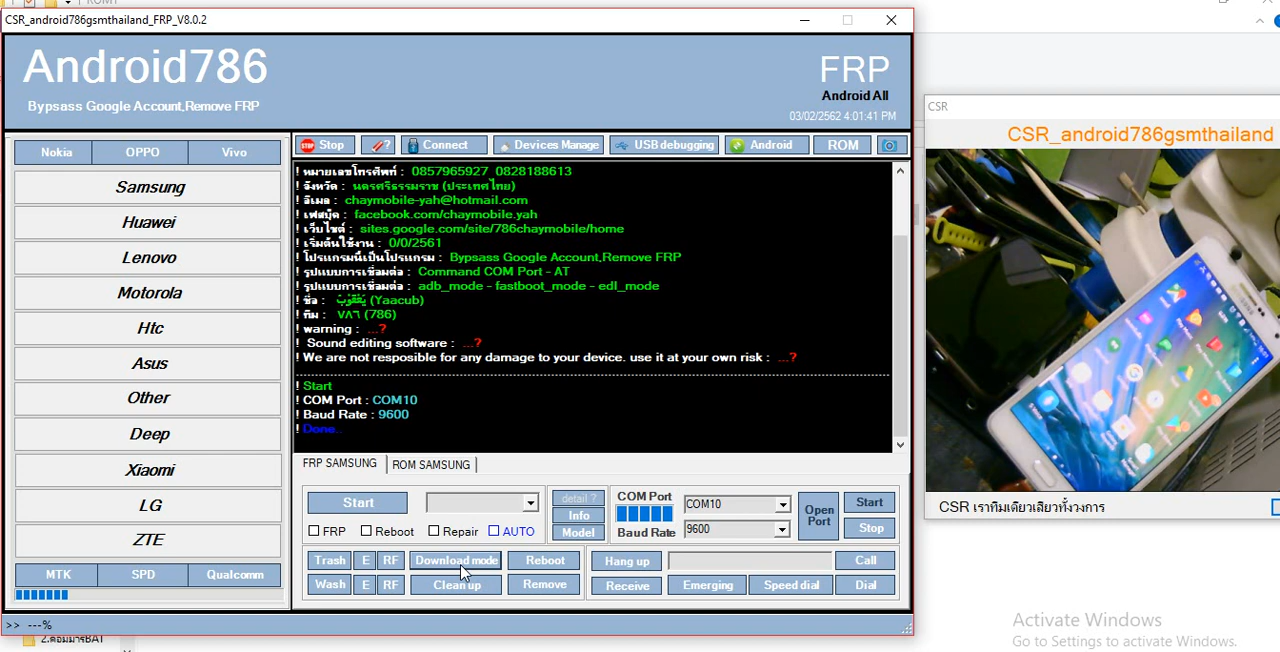 CSR_android786gsmthailand_FRP_V8.0.2
Android786
Bypsass Google Account,Remove FRP
FRP
Android All
03/02/2562 4:01:41 PM
Nokia OPPO Vivo
Samsung
Huawei
Lenovo
Motorola
Htc
Asus
Other
Deep
Xiaomi
LG
ZTE
MTK SPD Qualcomm
Stop ? Connect Devices Manage USB debugging Android ROM
! หมายเลขโทรศัพท์ : 0857965927 0828188613
! จังหวัด : นครศรีธรรมราช (ประเทศไทย)
! อีเมล : chaymobile-yah@hotmail.com
! เฟสบุ๊ค : facebook.com/chaymobile.yah
! เว็บไซต์ : sites.google.com/site/786chaymobile/home
! เริ่มต้นใช้งาน : 0/0/2561
! โปรแกรมนี้เป็นโปรแกรม : Bypsass Google Account,Remove FRP
! รูปแบบการเชื่อมต่อ : Command COM Port - AT
! รูปแบบการเชื่อมต่อ : adb_mode - fastboot_mode - edl_mode
! ชื่อ : يَعْقُوبُ (Yaacub)
! ทีม : ٧٨٦ (786)
! warning : ...?
! Sound editing software : ...?
! We are not resposible for any damage to your device. use it at your own risk : ...?
! Start
! COM Port : COM10
! Baud Rate : 9600
! Done..
FRP SAMSUNG ROM SAMSUNG
Start
FRP Reboot Repair AUTO
detail ?
Info
Model
COM Port COM10
Baud Rate 9600
Open Port
Start
Stop
Trash E RF Download mode Reboot
Wash E RF Clean up Remove
Hang up Call
Receive Emerging Speed dial Dial
>> ---%
CSR
CSR_android786gsmthailand
CSR เราทีมเดียวเสียวทั้งวงการ
Activate Windows
Go to Settings to activate Windows.